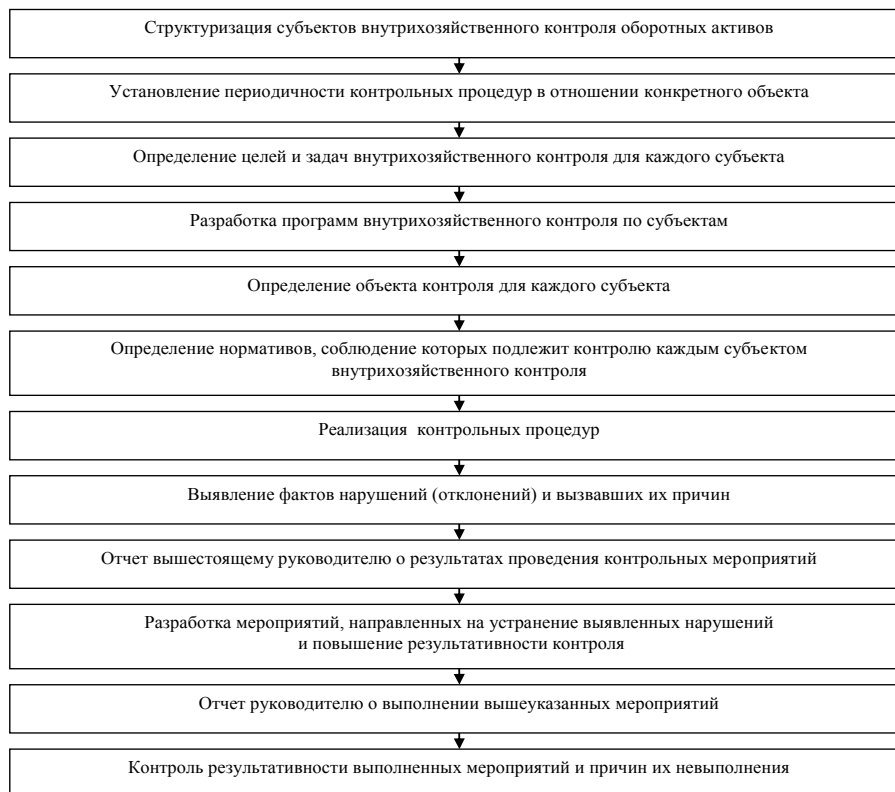 Структуризация субъектов внутрихозяйственного контроля оборотных активов
Установление периодичности контрольных процедур в отношении конкретного объекта
Определение целей и задач внутрихозяйственного контроля для каждого субъекта
Разработка программ внутрихозяйственного контроля по субъектам
Определение объекта контроля для каждого субъекта
Определение нормативов, соблюдение которых подлежит контролю каждым субъектом
внутрихозяйственного контроля
Реализация контрольных процедур
Выявление фактов нарушений (отклонений) и вызвавших их причин
Отчет вышестоящему руководителю о результатах проведения контрольных мероприятий
Разработка мероприятий, направленных на устранение выявленных нарушений
и повышение результативности контроля
Отчет руководителю о выполнении вышеуказанных мероприятий
Контроль результативности выполненных мероприятий и причин их невыполнения